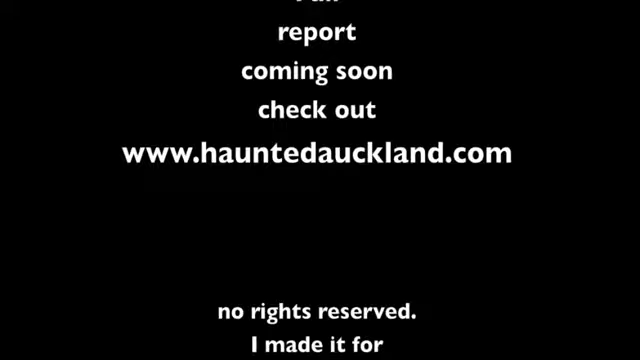 report
coming soon
check out
www.hauntedauckland.com
no rights reserved.
I made it for